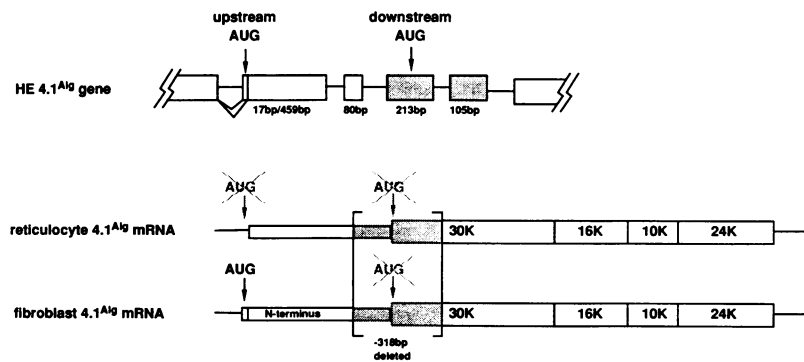 upstream
AUG
downstream
AUG
HE 4.1Alg gene
17bp/459bp
80bp
213bp
105bp
AUG
AUG
reticulocyte 4.1Alg mRNA
30K
16K
10K
24K
AUG
AUG
fibroblast 4.1Alg mRNA
N-terminus
30K
16K
10K
24K
-318bp
deleted